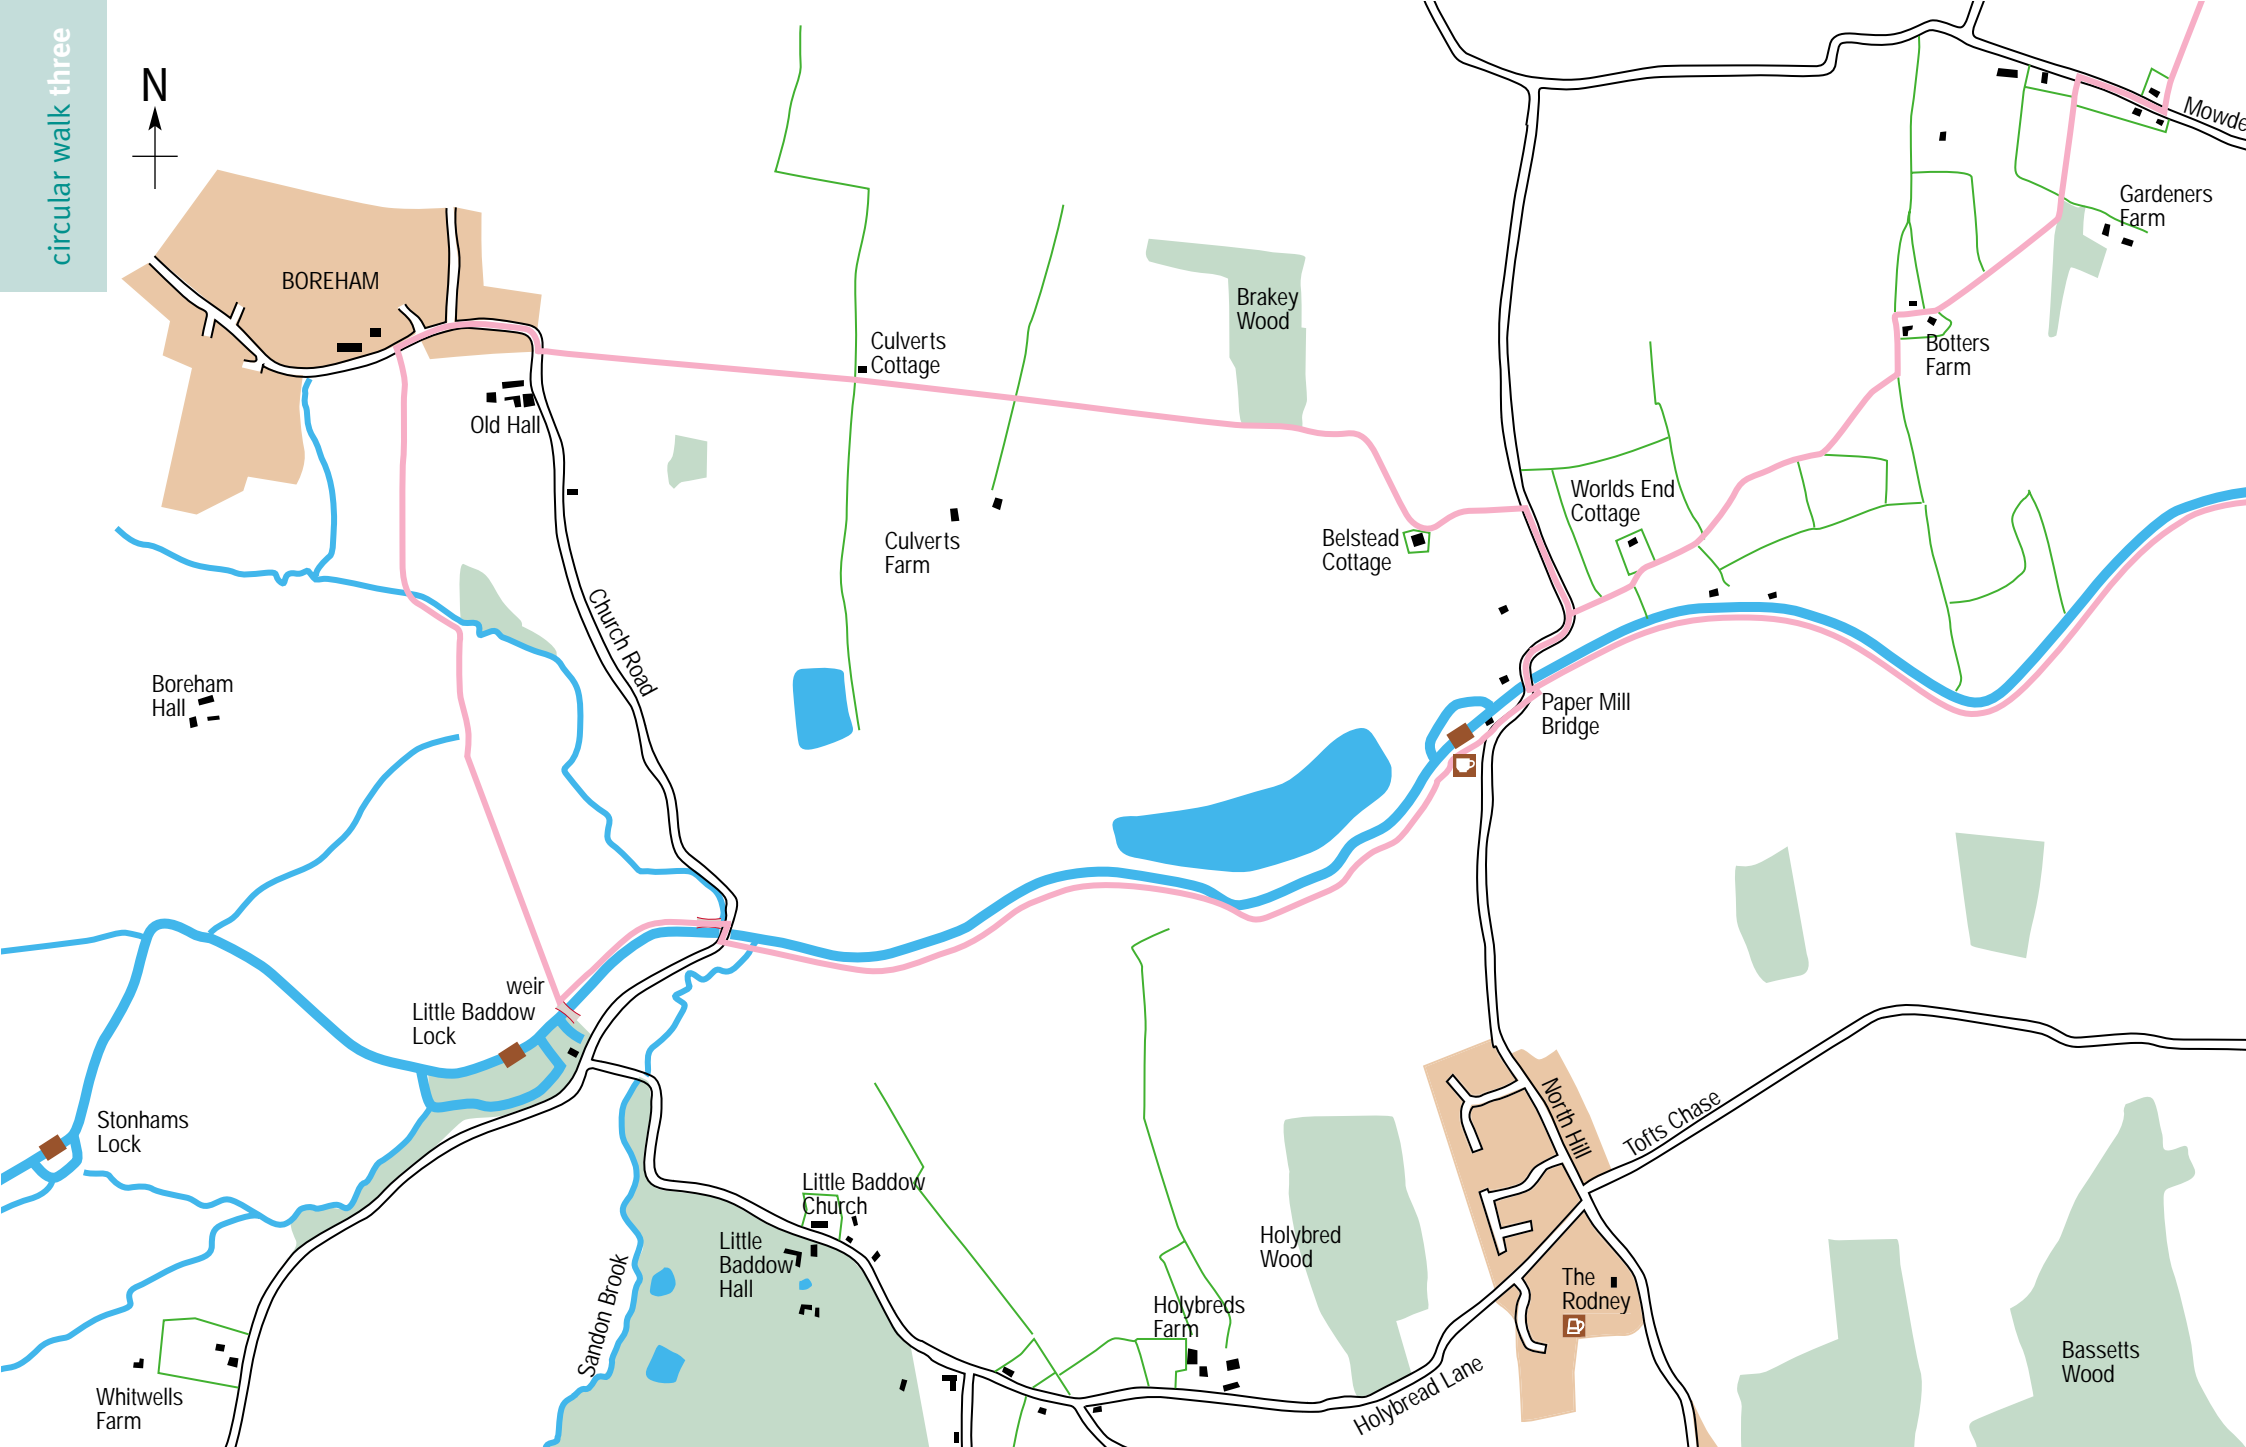 circular walk three
N
BOREHAM
Old Hall
Culverts
Cottage
Brakey
Wood
Mowde
Gardeners
Farm
Botters
Farm
Culverts
Farm
Belstead
Cottage
Worlds End
Cottage
Church Road
Boreham
Hall
Paper Mill
Bridge
weir
Little Baddow
Lock
Stonhams
Lock
Little Baddow
Church
Little
Baddow
Hall
Sandon Brook
Whitwells
Farm
Holybreds
Farm
Holybred
Wood
North Hill
Tofts Chase
The
Rodney
Holybread Lane
Bassetts
Wood